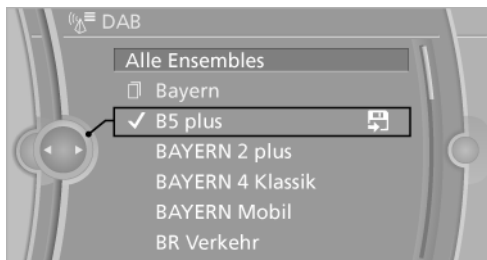 DAB
Alle Ensembles
Bayern
B5 plus
BAYERN 2 plus
BAYERN 4 Klassik
BAYERN Mobil
BR Verkehr